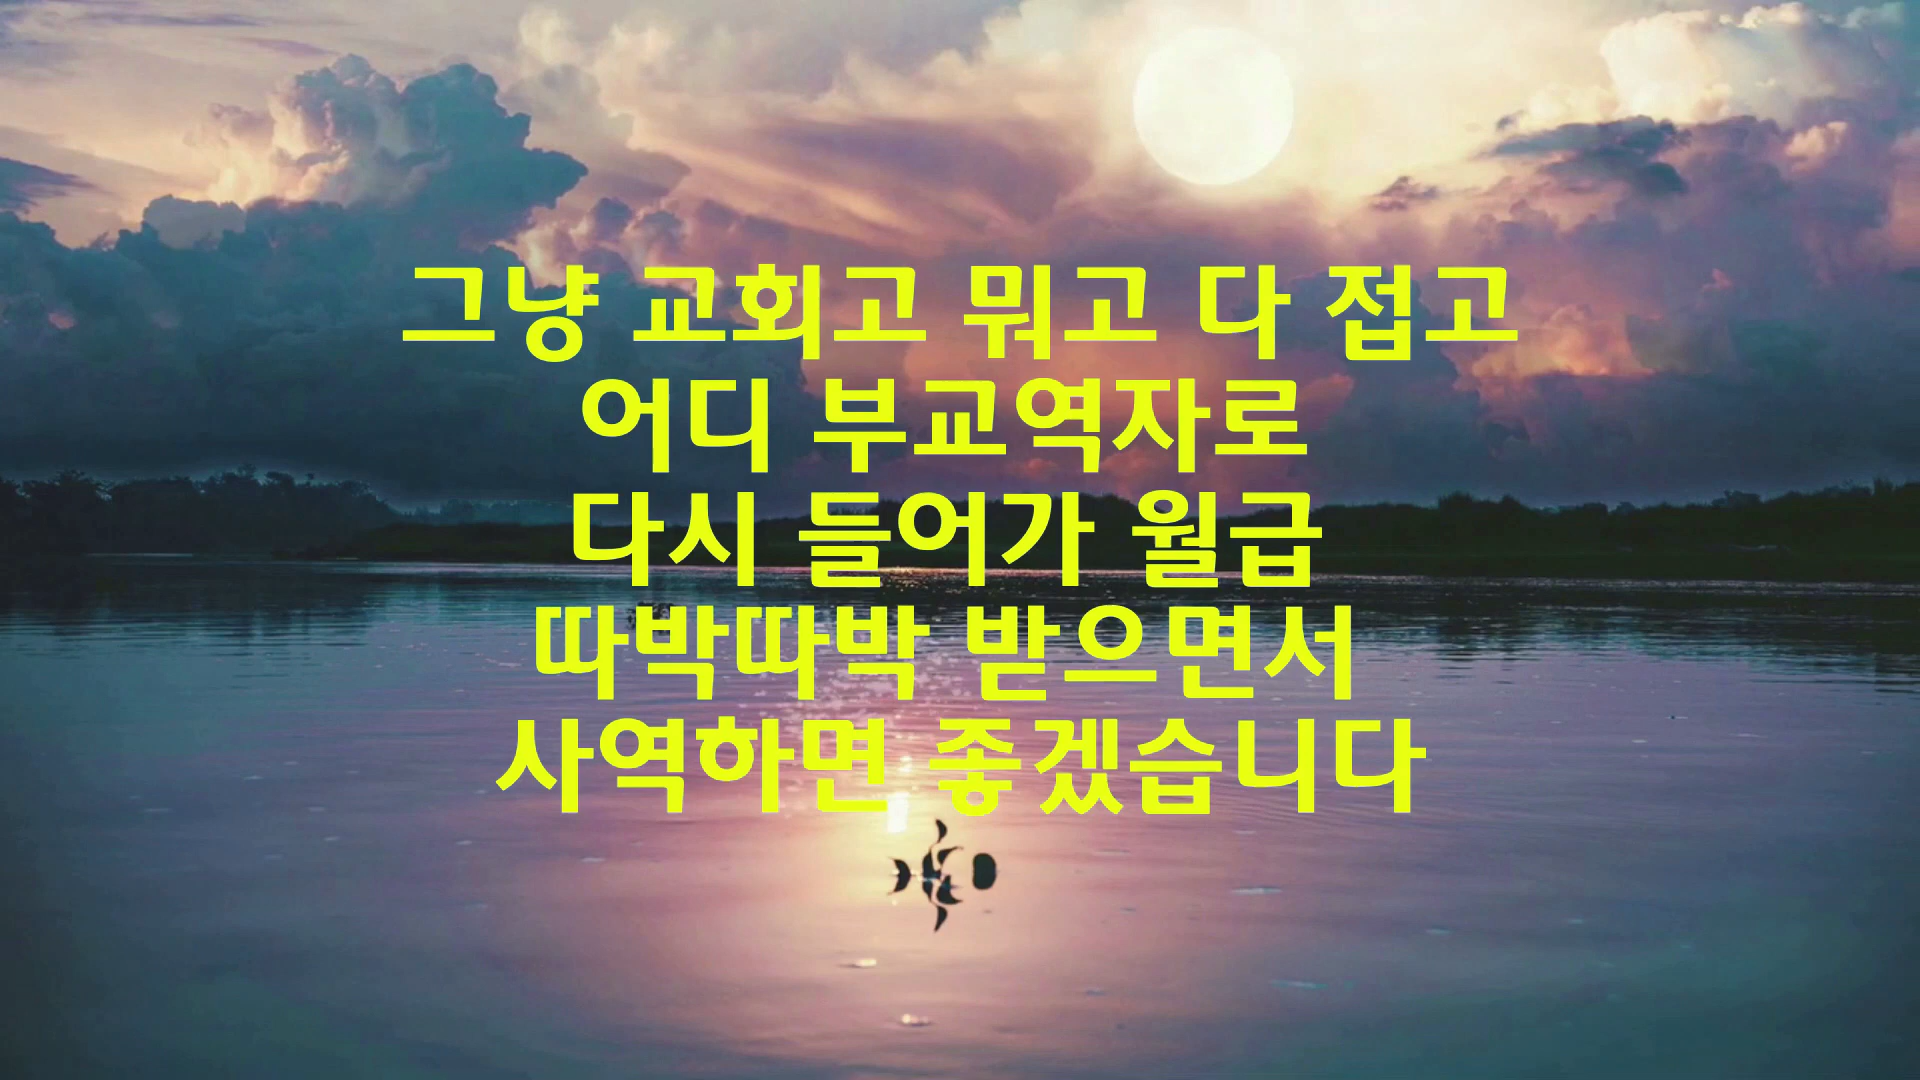 그냥 교회고 뭐고 다 접고
어디 부교역자로
다시 들어가 월급
따박따박 받으면서
사역하면 좋겠습니다